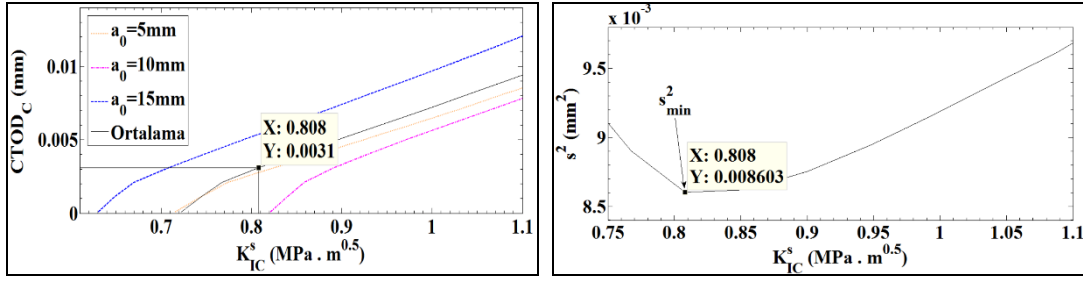 CTOD_C (mm)
0.01
0.005
0
a_0=5mm
a_0=10mm
a_0=15mm
Ortalama
X: 0.808
Y: 0.0031
0.7
0.8
0.9
1
1.1
K_IC^s (MPa . m^0.5)
x 10^-3
s^2 (mm^2)
9.5
9
8.5
s^2_min
X: 0.808
Y: 0.008603
0.75
0.8
0.85
0.9
0.95
1
1.05
1.1
K_IC^s (MPa . m^0.5)